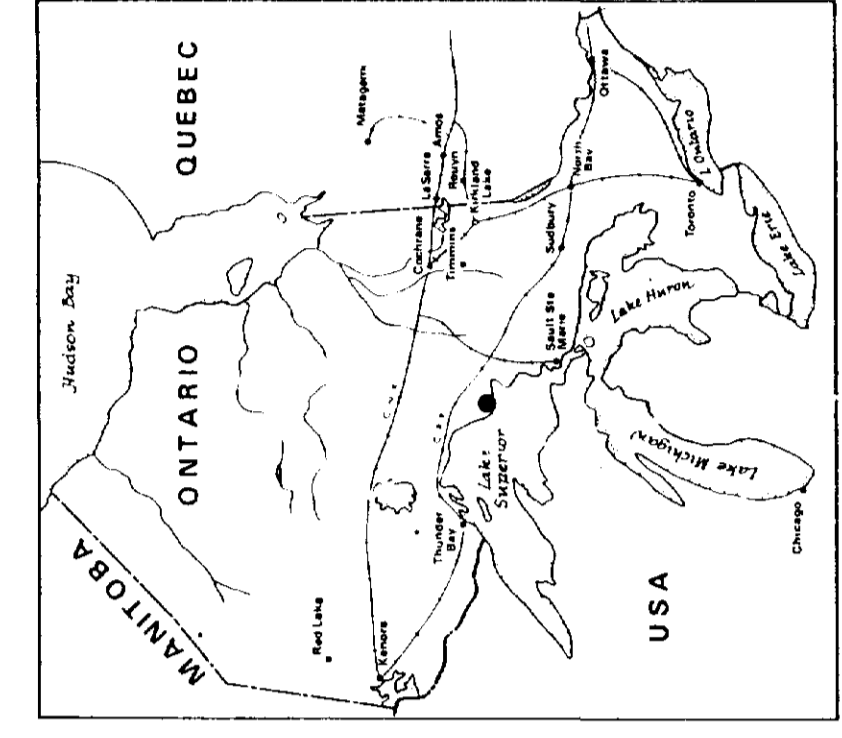 Hudson Bay
QUEBEC
ONTARIO
MANITOBA
Matagami
Amos
La Sarre
Rouyn
Kirkland
Lake
Cochrane
Timmins
Red Lake
Kenora
C N R
C P R
Thunder
Bay
Lake
Superior
Sault Ste
Marie
Sudbury
North
Bay
Ottawa
Toronto
L Ontario
Lake Erie
Lake Huron
Lake Michigan
Chicago
USA